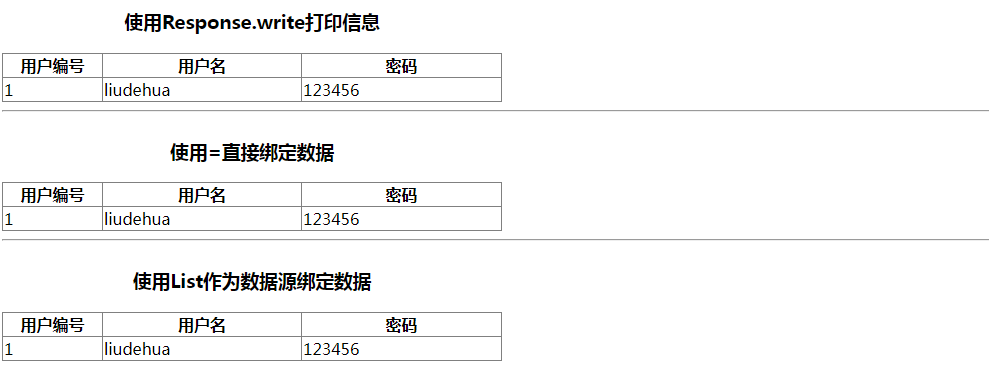 使用Response.write打印信息
用户编号 用户名 密码
1 liudehua 123456
使用=直接绑定数据
用户编号 用户名 密码
1 liudehua 123456
使用List作为数据源绑定数据
用户编号 用户名 密码
1 liudehua 123456